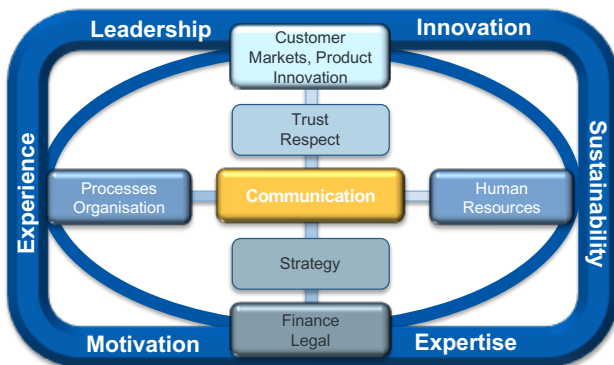 Leadership
Innovation
Customer
Markets, Product
Innovation
Trust
Respect
Experience
Sustainability
Processes
Organisation
Communication
Human
Resources
Strategy
Finance
Legal
Motivation
Expertise